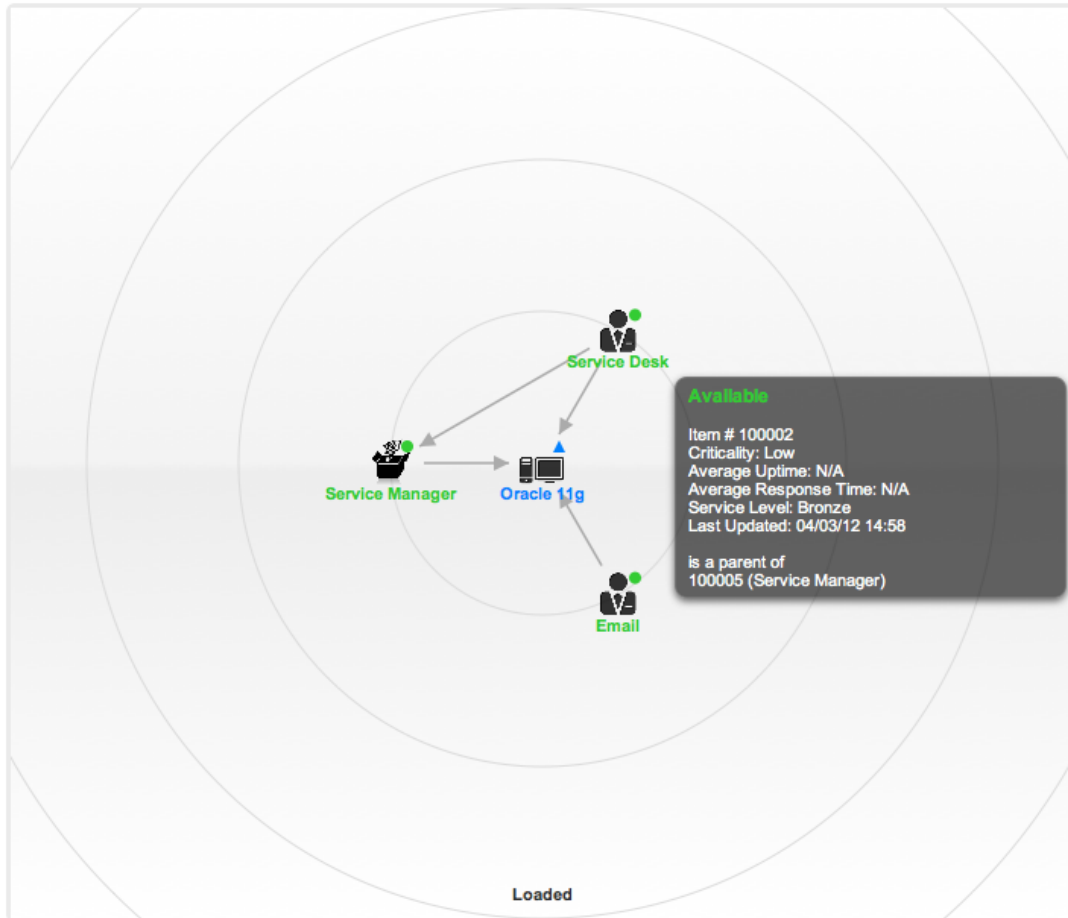 Service Desk
Available
Item # 100002
Criticality: Low
Average Uptime: N/A
Average Response Time: N/A
Service Level: Bronze
Last Updated: 04/03/12 14:58
is a parent of
100005 (Service Manager)
Service Manager
Oracle 11g
Email
Loaded